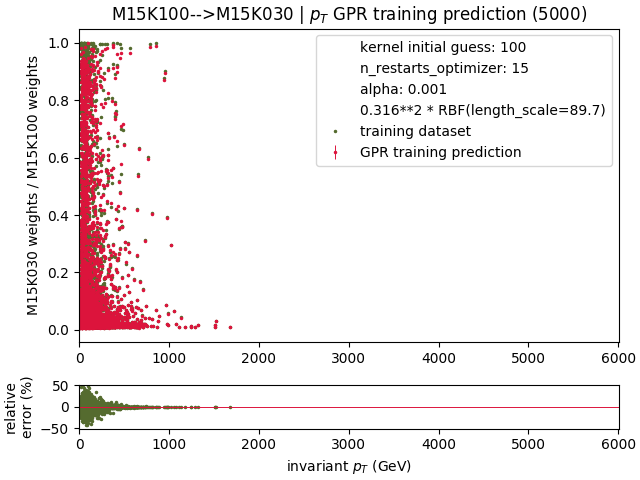 M15K100-->M15K030 | pT GPR training prediction (5000)
kernel initial guess: 100
n_restarts_optimizer: 15
alpha: 0.001
0.316**2 * RBF(length_scale=89.7)
training dataset
GPR training prediction
M15K030 weights / M15K100 weights
1.0
0.8
0.6
0.4
0.2
0.0
0 1000 2000 3000 4000 5000 6000
relative
error (%)
50
0
−50
0 1000 2000 3000 4000 5000 6000
invariant pT (GeV)